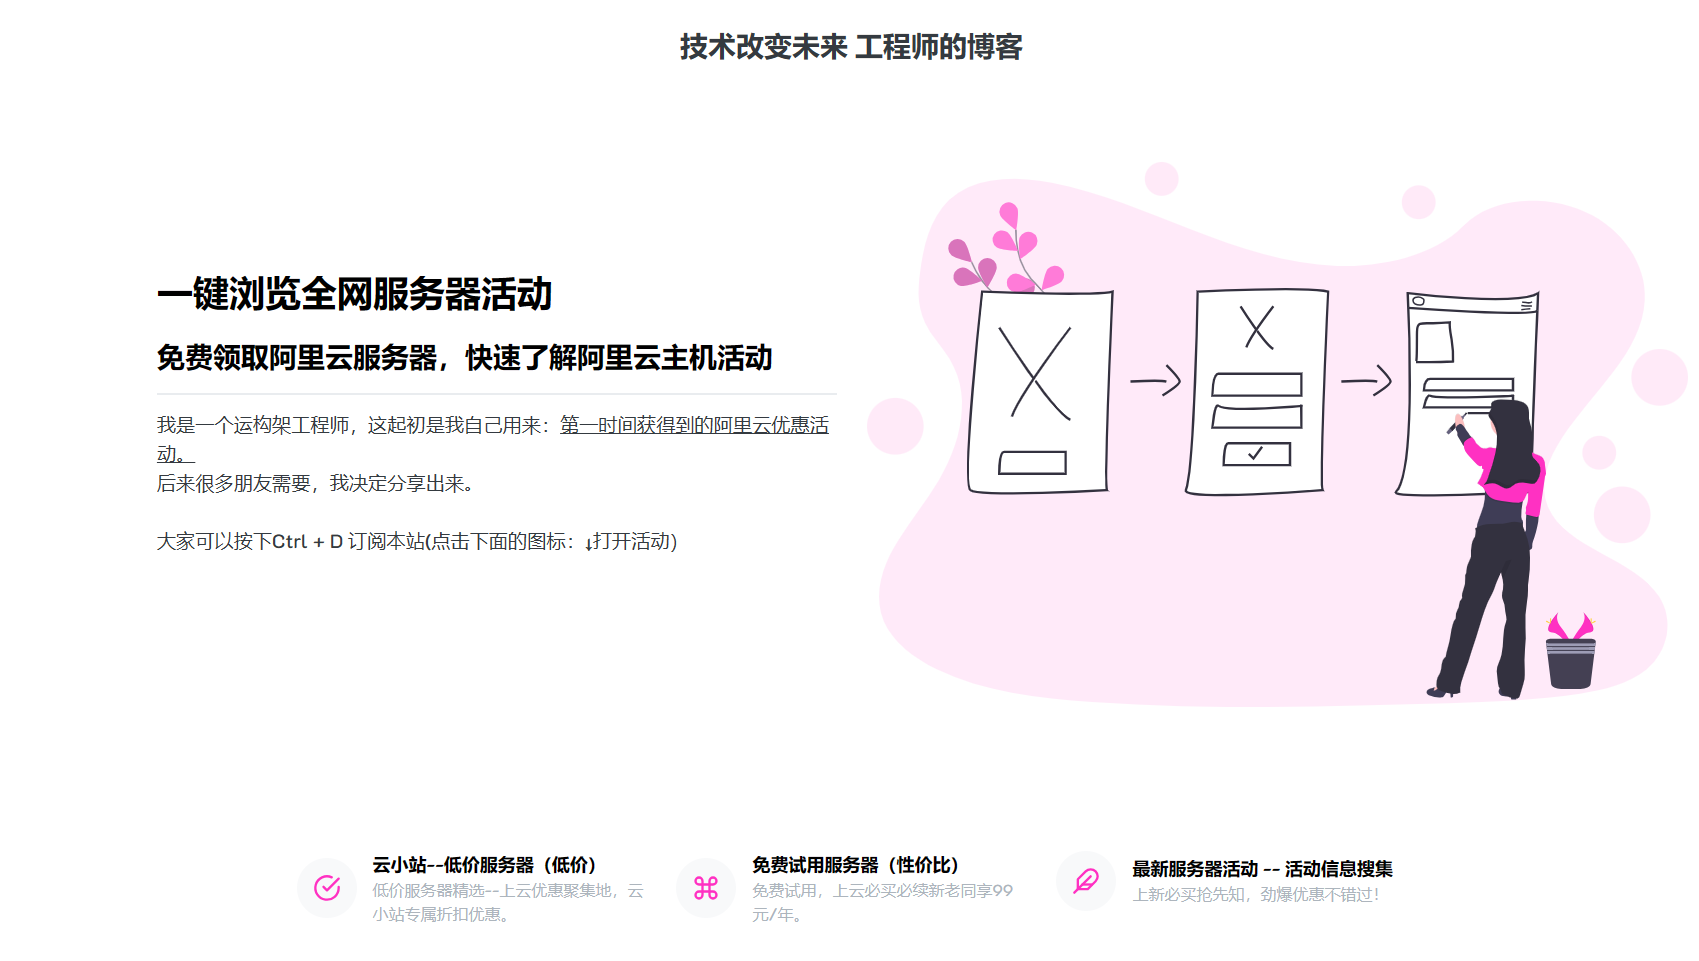 技术改变未来 工程师的博客
一键浏览全网服务器活动
免费领取阿里云服务器，快速了解阿里云主机活动
我是一个运构架工程师，这起初是我自己用来：第一时间获得到的阿里云优惠活
动。
后来很多朋友需要，我决定分享出来。
大家可以按下Ctrl + D 订阅本站(点击下面的图标：↓打开活动)
云小站--低价服务器（低价）
低价服务器精选--上云优惠聚集地，云
小站专属折扣优惠。
免费试用服务器（性价比）
免费试用，上云必买必续新老同享99
元/年。
最新服务器活动 -- 活动信息搜集
上新必买抢先知，劲爆优惠不错过！